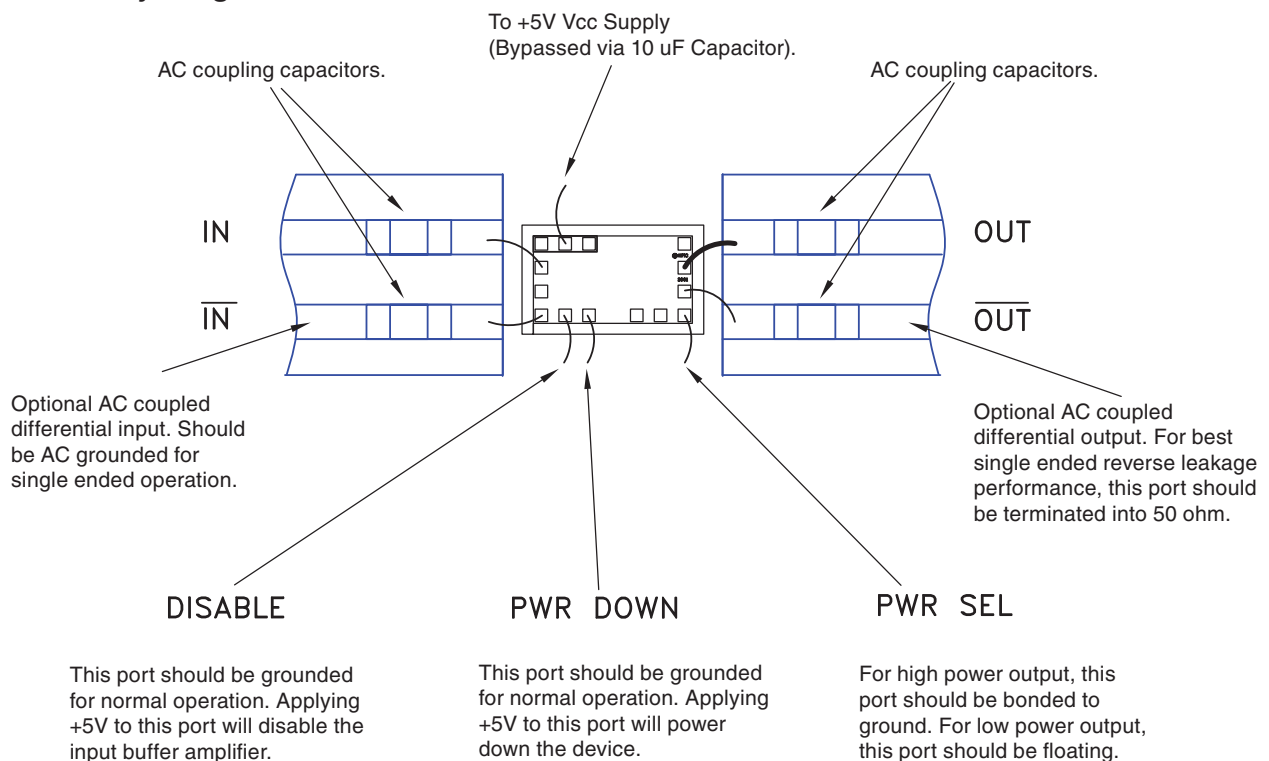 To +5V Vcc Supply
(Bypassed via 10 uF Capacitor).
AC coupling capacitors.
AC coupling capacitors.
IN
OUT
IN
OUT
Optional AC coupled
differential input. Should
be AC grounded for
single ended operation.
Optional AC coupled
differential output. For best
single ended reverse leakage
performance, this port should
be terminated into 50 ohm.
DISABLE
PWR DOWN
PWR SEL
This port should be grounded
for normal operation. Applying
+5V to this port will disable the
input buffer amplifier.
This port should be grounded
for normal operation. Applying
+5V to this port will power
down the device.
For high power output, this
port should be bonded to
ground. For low power output,
this port should be floating.